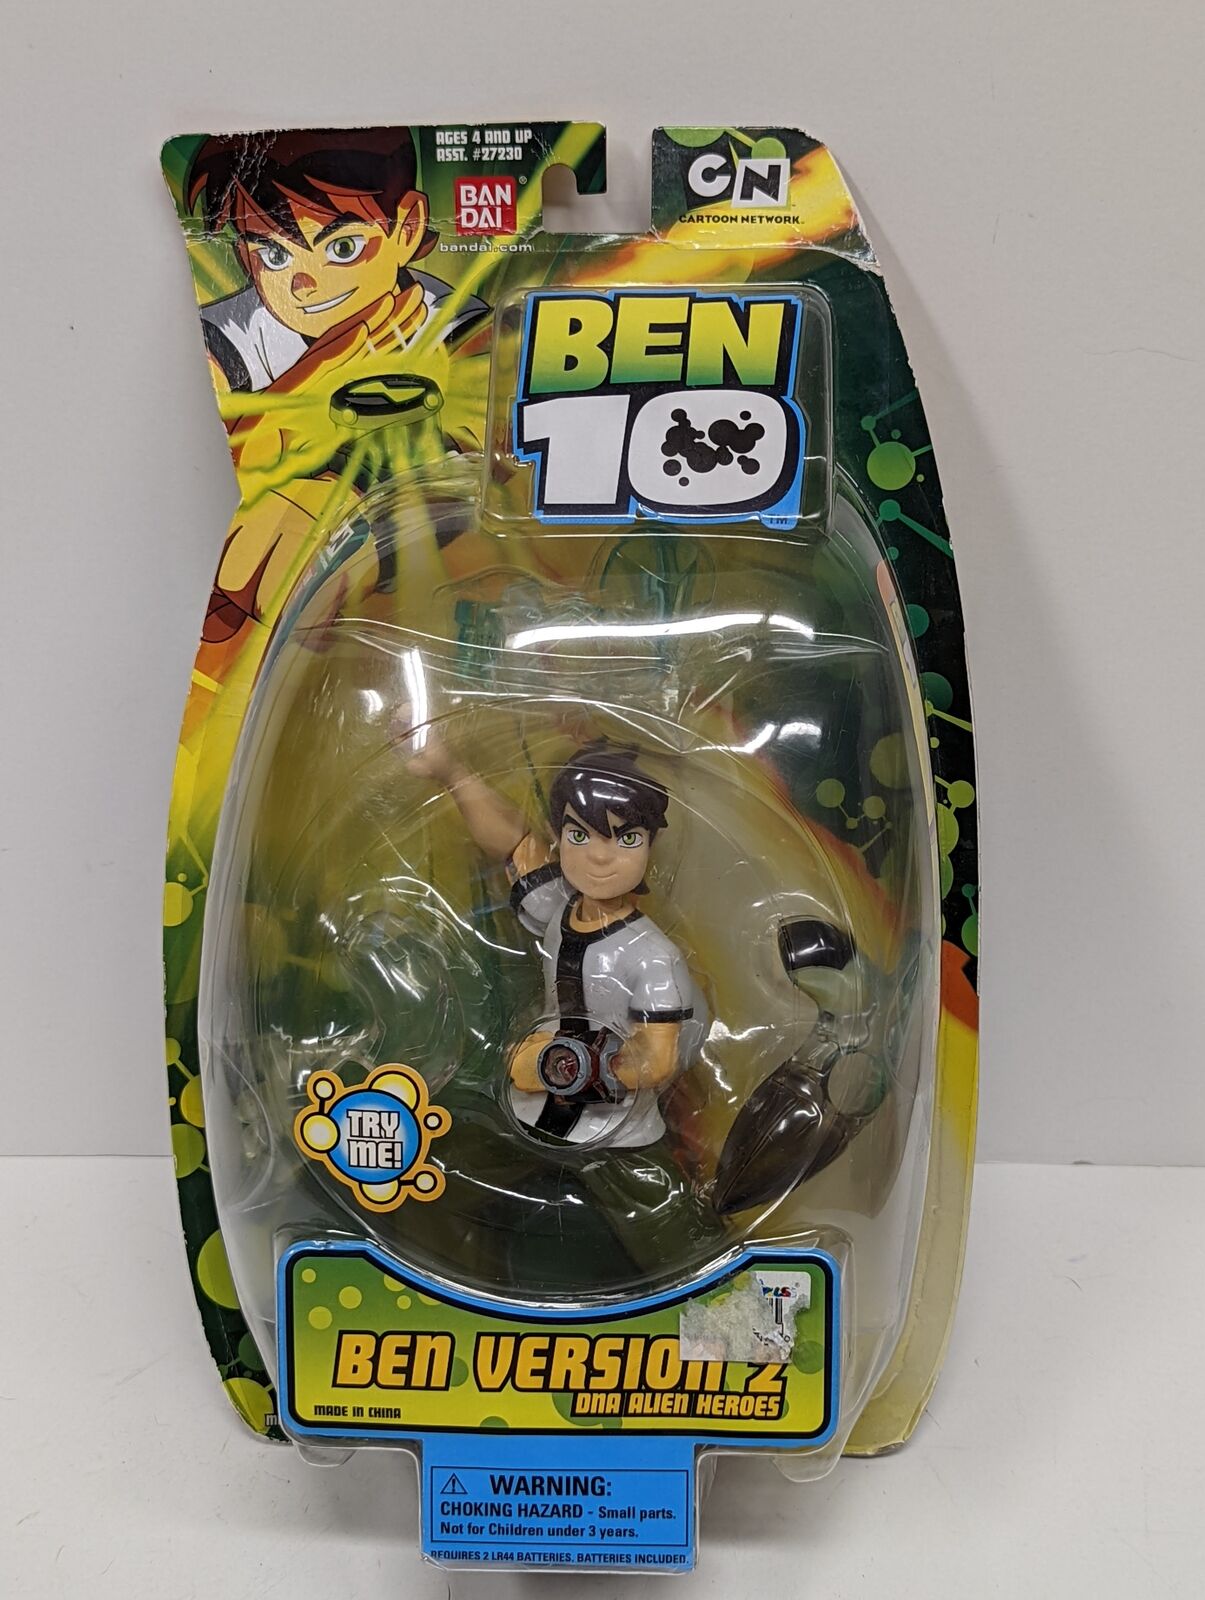 AGES 4 AND UP
ASST. #27230
BAN
DAI®
bandai.com
CN
CARTOON NETWORK™
BEN
10
TM
TRY
ME!
BEN VERSION 2
DNA ALIEN HEROES
MADE IN CHINA
WARNING:
CHOKING HAZARD - Small parts.
Not for Children under 3 years.
REQUIRES 2 LR44 BATTERIES. BATTERIES INCLUDED.